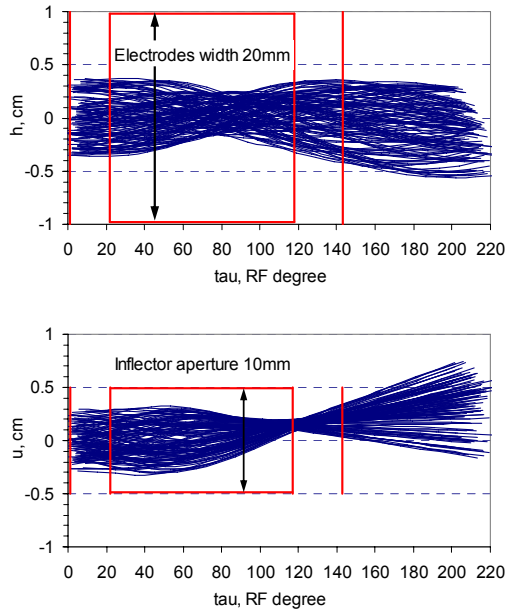 1
0.5
0
-0.5
-1
h, cm
Electrodes width 20mm
0 20 40 60 80 100 120 140 160 180 200 220
tau, RF degree
1
0.5
0
-0.5
-1
u, cm
Inflector aperture 10mm
0 20 40 60 80 100 120 140 160 180 200 220
tau, RF degree